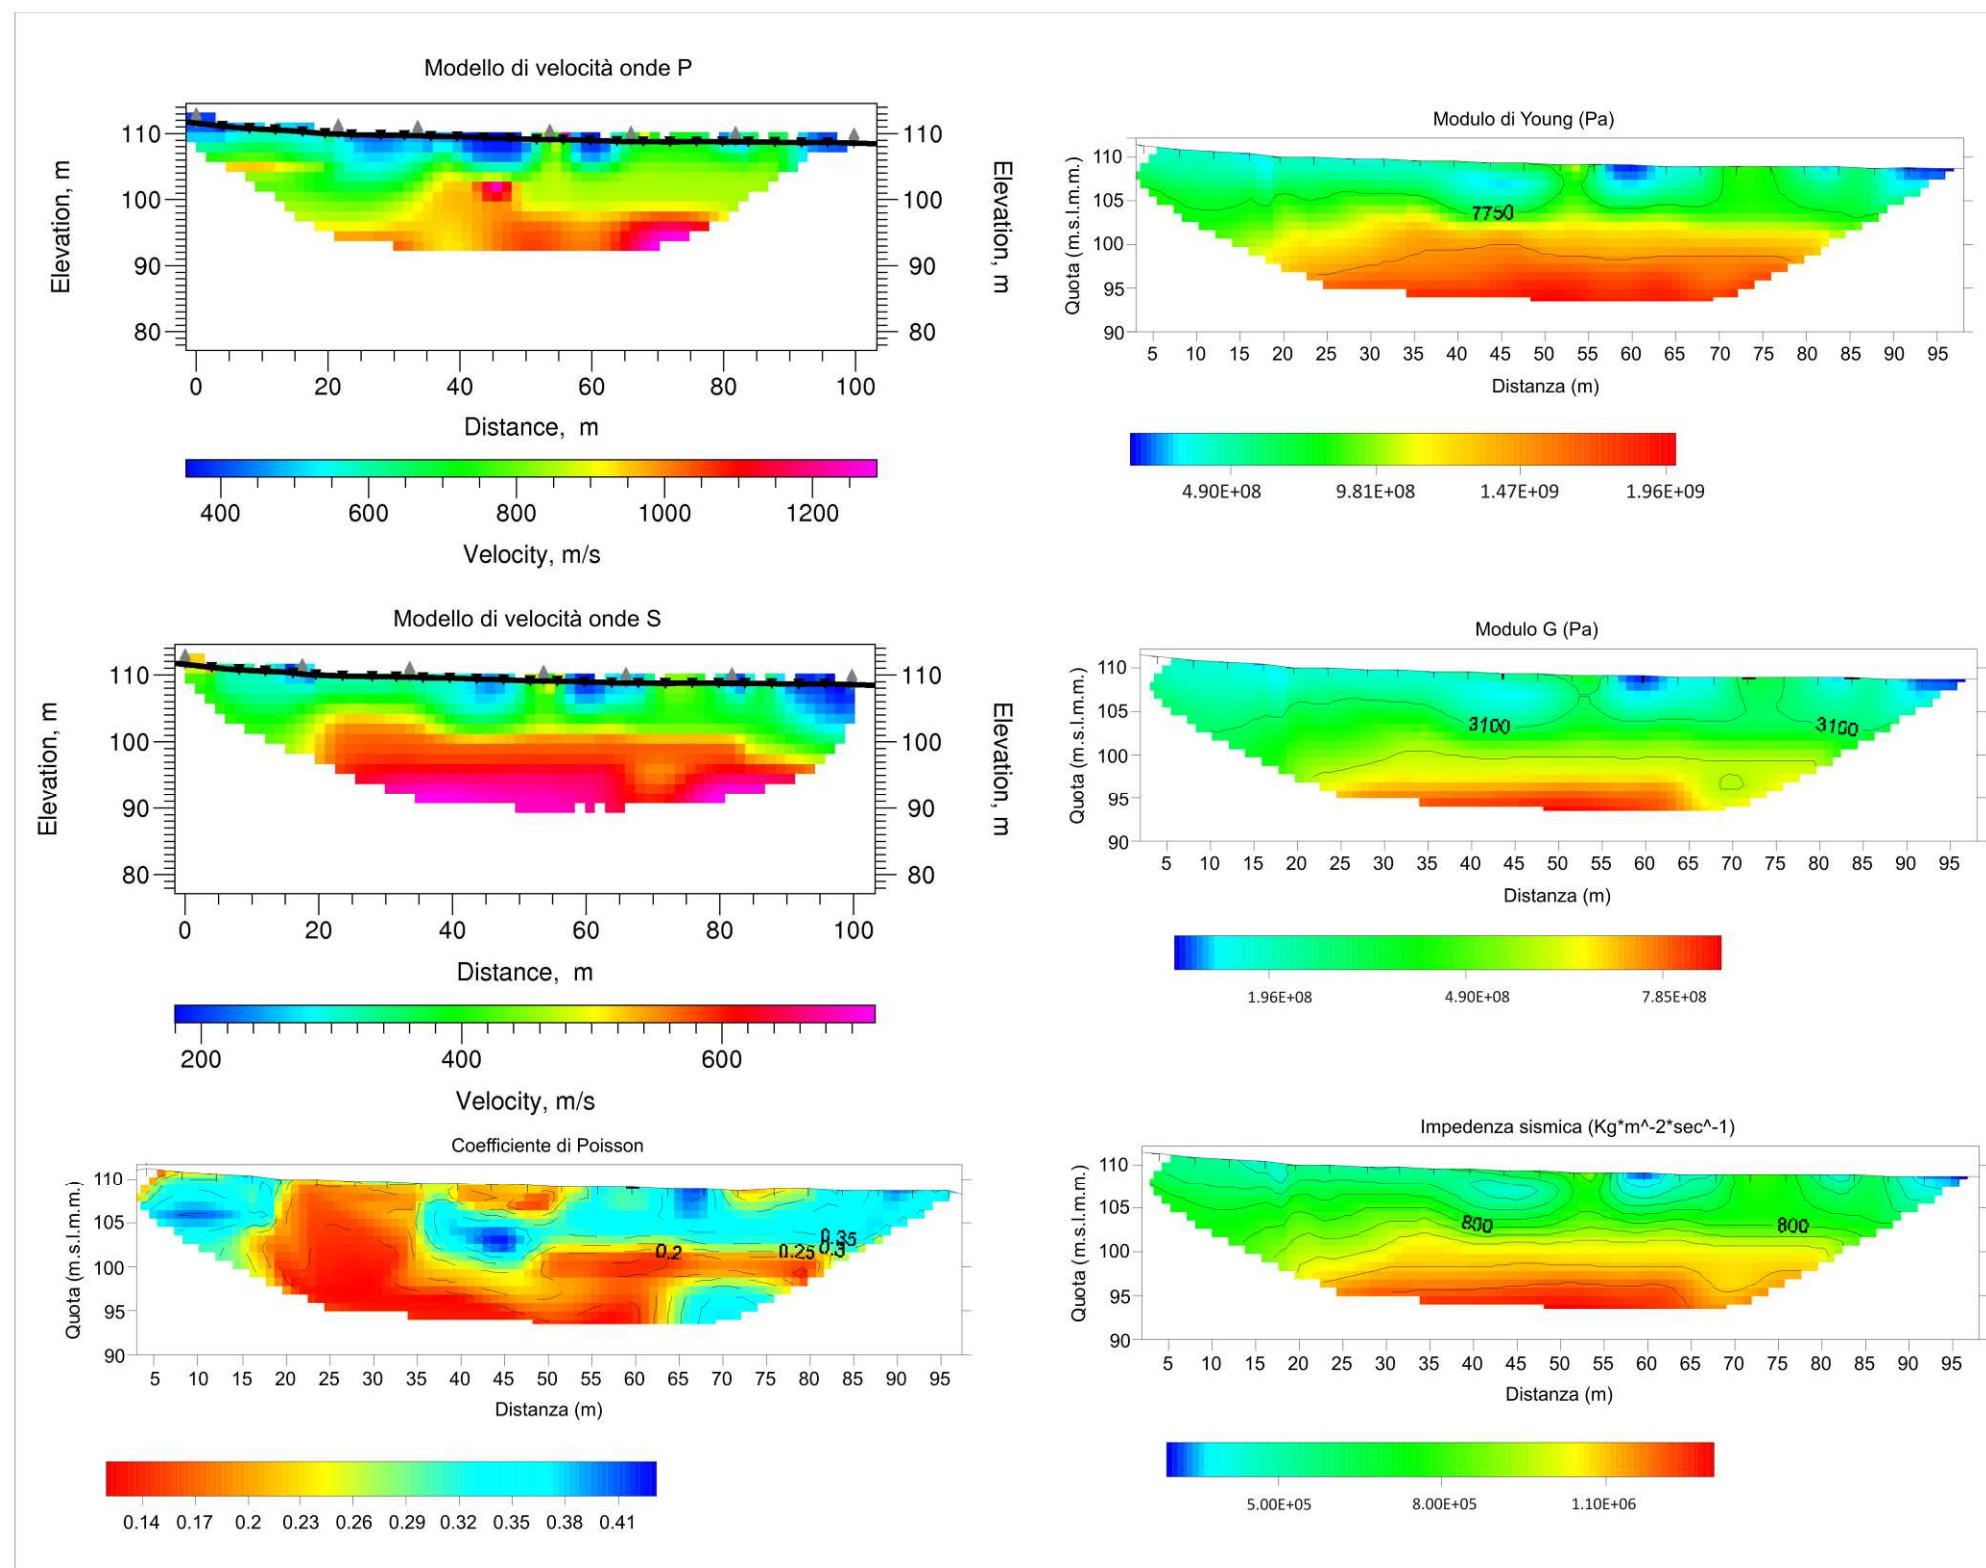 Modello di velocità onde P
110 110
100 100
90 90
80 80
Elevation, m
Elevation, m
0 20 40 60 80 100
Distance, m
400 600 800 1000 1200
Velocity, m/s
Modello di velocità onde S
110 110
100 100
90 90
80 80
Elevation, m
Elevation, m
0 20 40 60 80 100
Distance, m
200 400 600
Velocity, m/s
Coefficiente di Poisson
110
105
100
95
90
Quota (m.s.l.m.m.)
0.2 0.25 0.3 0.35
5 10 15 20 25 30 35 40 45 50 55 60 65 70 75 80 85 90 95
Distanza (m)
0.14 0.17 0.2 0.23 0.26 0.29 0.32 0.35 0.38 0.41
Modulo di Young (Pa)
110
105
100
95
90
Quota (m.s.l.m.m.)
7750
5 10 15 20 25 30 35 40 45 50 55 60 65 70 75 80 85 90 95
Distanza (m)
4.90E+08 9.81E+08 1.47E+09 1.96E+09
Modulo G (Pa)
110
105
100
95
90
Quota (m.s.l.m.m.)
3100 3100
5 10 15 20 25 30 35 40 45 50 55 60 65 70 75 80 85 90 95
Distanza (m)
1.96E+08 4.90E+08 7.85E+08
Impedenza sismica (Kg*m^-2*sec^-1)
110
105
100
95
90
Quota (m.s.l.m.m.)
800 800
5 10 15 20 25 30 35 40 45 50 55 60 65 70 75 80 85 90 95
Distanza (m)
5.00E+05 8.00E+05 1.10E+06